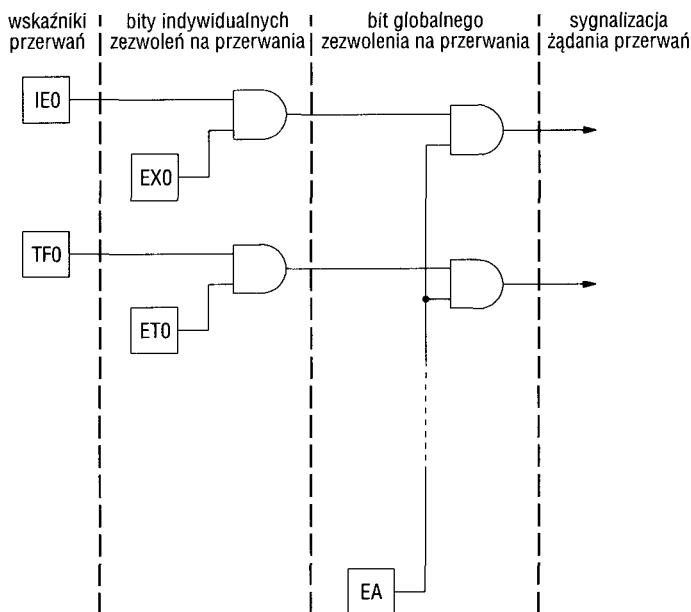 wskaźniki
przerwań
bity indywidualnych
zezwoleń na przerwania
bit globalnego
zezwolenia na przerwania
sygnalizacja
żądania przerwań
IE0
EX0
TF0
ET0
EA